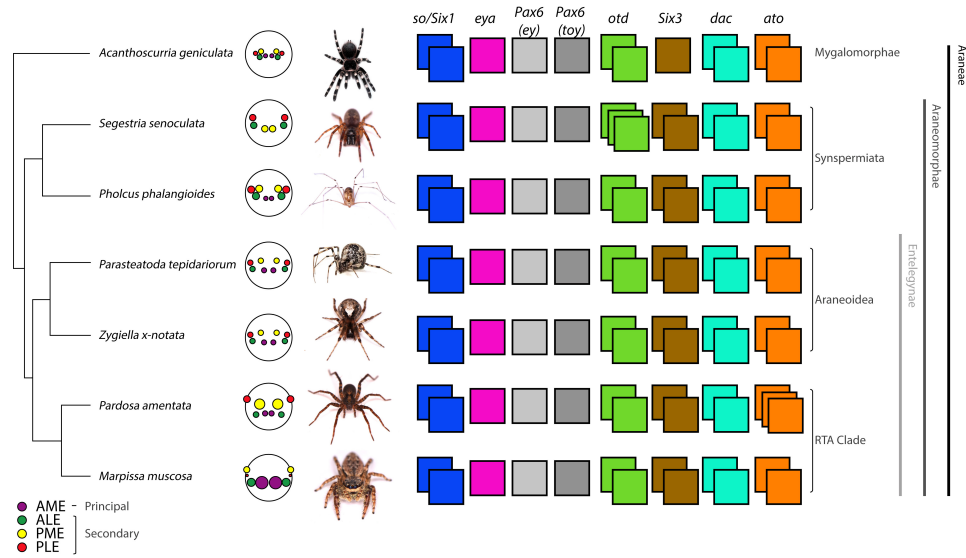 so/Six1 eya Pax6 (ey) Pax6 (toy) otd Six3 dac ato
Acanthoscurria geniculata
Mygalomorphae
Segestria senoculata
Synspermiata
Pholcus phalangioides
Parasteatoda tepidariorum
Araneoidea
Zygiella x-notata
Pardosa amentata
RTA Clade
Marpissa muscosa
Entelegynae
Araneomorphae
Araneae
AME - Principal
ALE
PME
PLE
Secondary